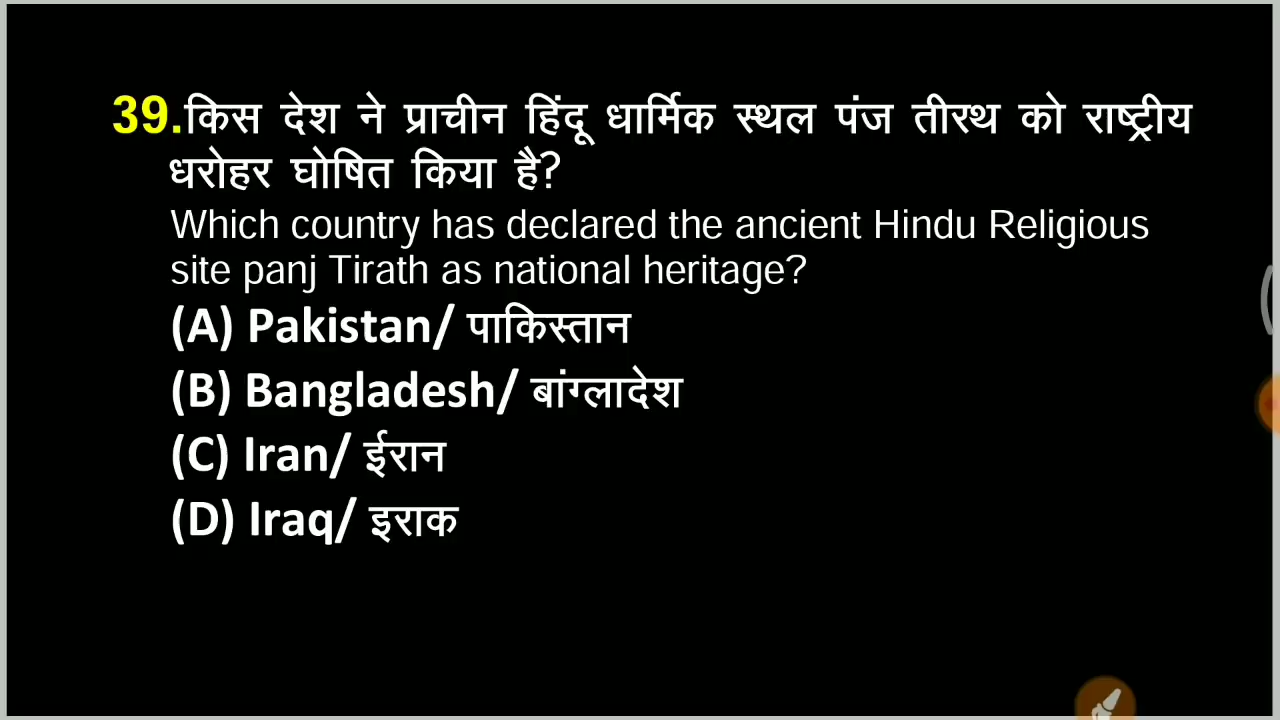 39.किस देश ने प्राचीन हिंदू धार्मिक स्थल पंज तीरथ को राष्ट्रीय
धरोहर घोषित किया है?
Which country has declared the ancient Hindu Religious
site panj Tirath as national heritage?
(A) Pakistan/ पाकिस्तान
(B) Bangladesh/ बांग्लादेश
(C) Iran/ ईरान
(D) Iraq/ इराक